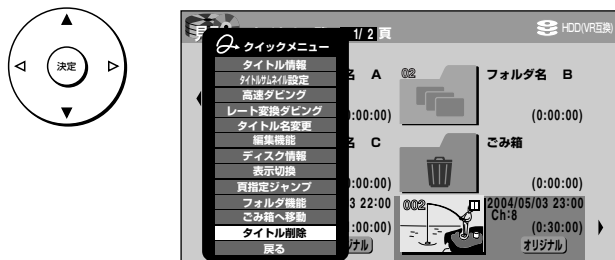 決定
1/ 2 頁
HDD(VR互換)
クイックメニュー
タイトル情報
タイトルサムネイル設定
高速ダビング
レート変換ダビング
タイトル名変更
編集機能
ディスク情報
表示切換
頁指定ジャンプ
フォルダ機能
ごみ箱へ移動
タイトル削除
戻る
A
:00:00)
02
フォルダ名 B
(0:00:00)
C
:00:00)
ごみ箱
(0:00:00)
22:00
:00:00)
002
2004/05/03 23:00
Ch:8
(0:30:00)
オリジナル